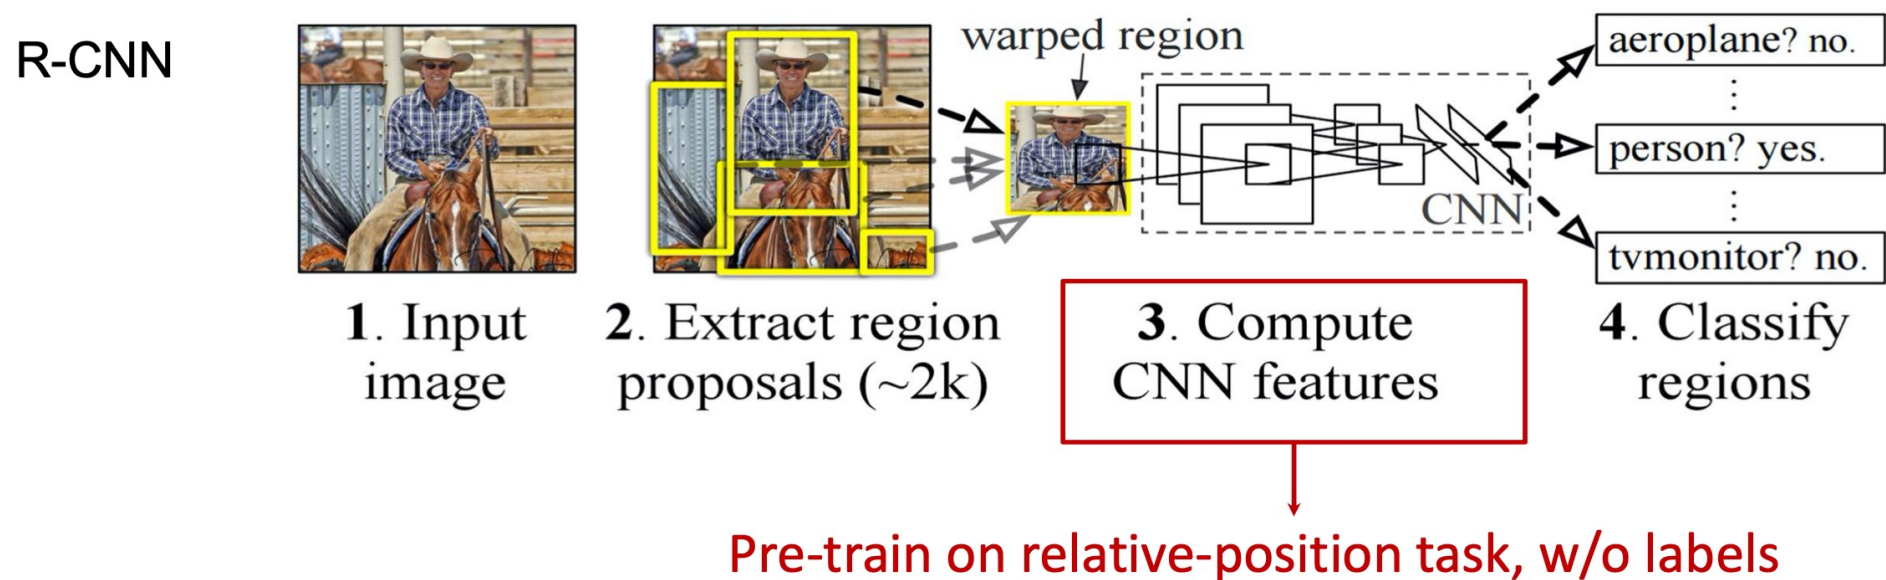 R-CNN
warped region
aeroplane? no.
⋮
person? yes.
⋮
tvmonitor? no.
CNN
1. Input
image
2. Extract region
proposals (~2k)
3. Compute
CNN features
4. Classify
regions
Pre-train on relative-position task, w/o labels